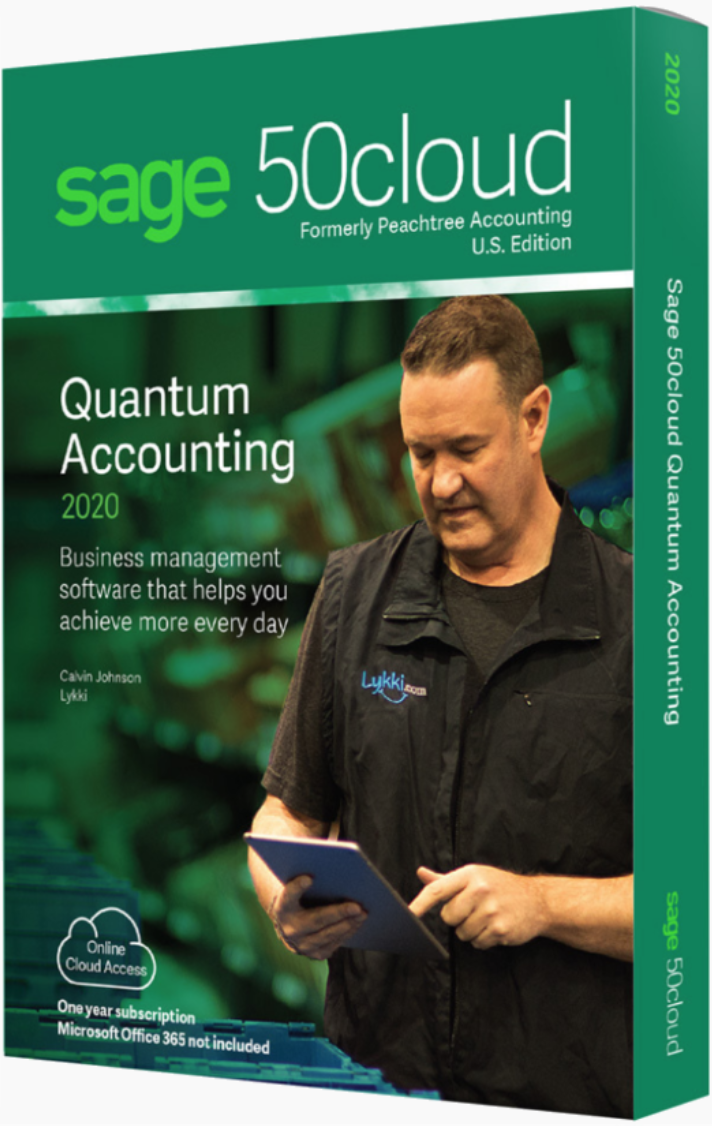 sage 50cloud
Formerly Peachtree Accounting
U.S. Edition
Quantum
Accounting
2020
Business management
software that helps you
achieve more every day
Calvin Johnson
Lykki
Lykki.com
Online
Cloud Access
One year subscription
Microsoft Office 365 not included
2020
Sage 50cloud Quantum Accounting
sage 50cloud